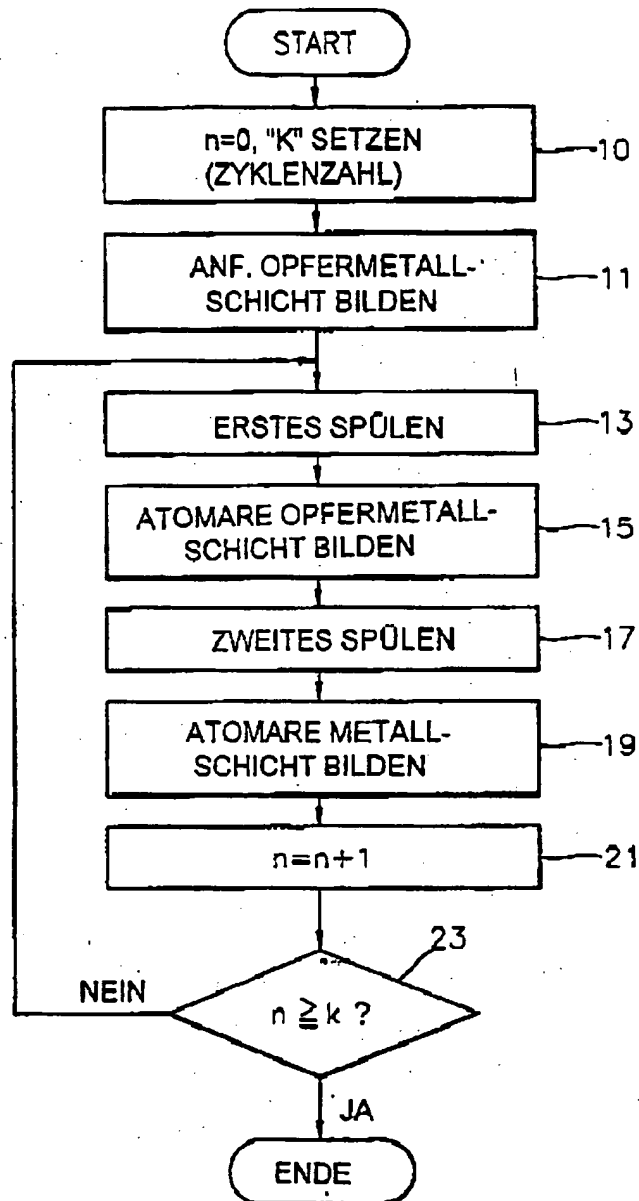 START
n=0, "K" SETZEN
(ZYKLENZAHL)
10
ANF. OPFERMETALL-
SCHICHT BILDEN
11
ERSTES SPÜLEN
13
ATOMARE OPFERMETALL-
SCHICHT BILDEN
15
ZWEITES SPÜLEN
17
ATOMARE METALL-
SCHICHT BILDEN
19
n=n+1
21
23
NEIN
n ≧ k ?
JA
ENDE